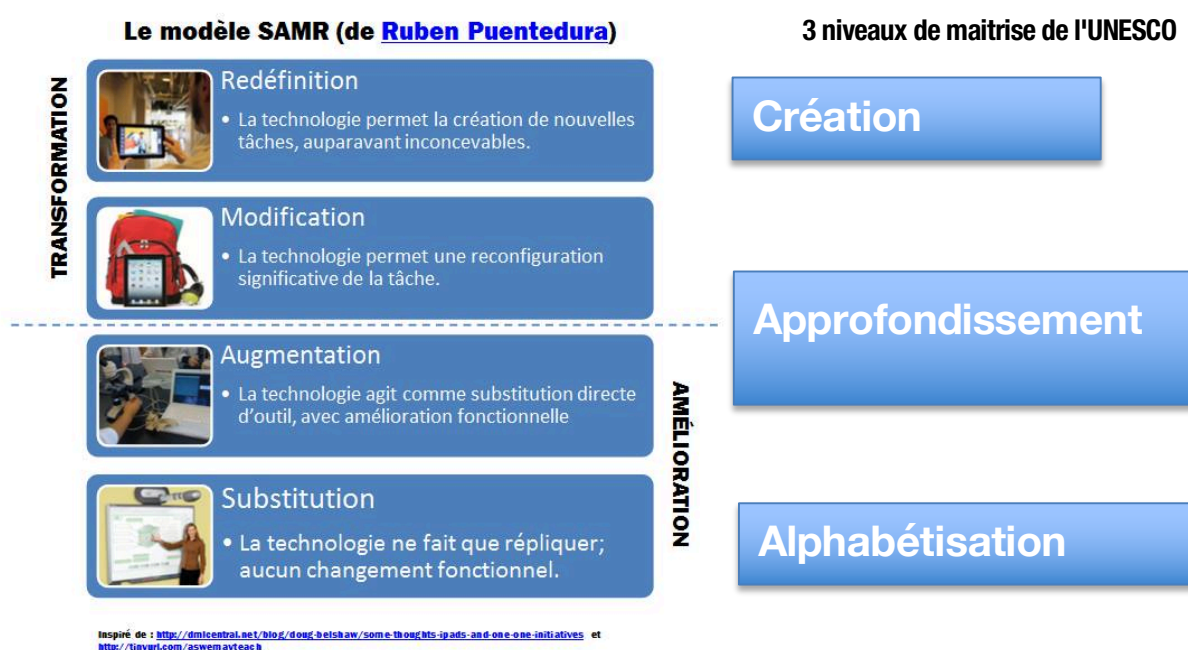 Le modèle SAMR (de Ruben Puentedura)
3 niveaux de maitrise de l'UNESCO
TRANSFORMATION
Redéfinition
• La technologie permet la création de nouvelles
tâches, auparavant inconcevables.
Création
Modification
• La technologie permet une reconfiguration
significative de la tâche.
Approfondissement
Augmentation
• La technologie agit comme substitution directe
d'outil, avec amélioration fonctionnelle
AMÉLIORATION
Substitution
• La technologie ne fait que répliquer;
aucun changement fonctionnel.
Alphabétisation
Inspiré de : http://dmlcentral.net/blog/doug-belshaw/some-thoughts-ipads-and-one-one-initiatives et
http://tinyurl.com/aswemayteach